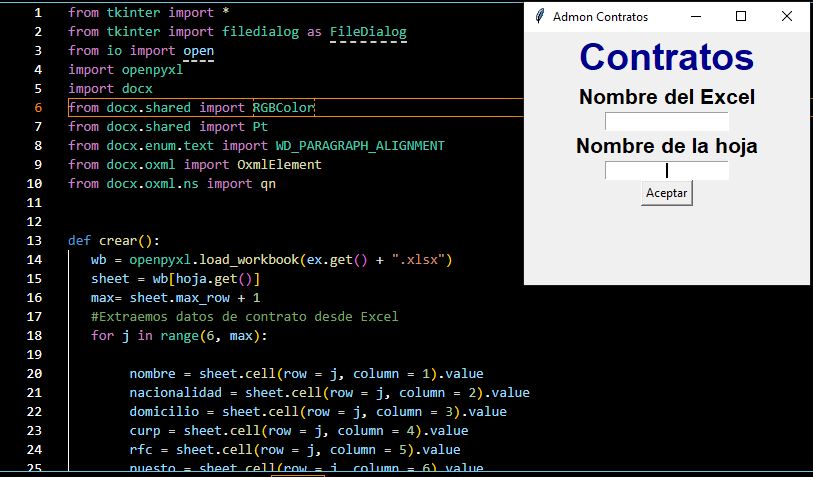 1 from tkinter import *
2 from tkinter import filedialog as FileDialog
3 from io import open
4 import openpyxl
5 import docx
6 from docx.shared import RGBColor
7 from docx.shared import Pt
8 from docx.enum.text import WD_PARAGRAPH_ALIGNMENT
9 from docx.oxml import OxmlElement
10 from docx.oxml.ns import qn
11
12
13 def crear():
14 wb = openpyxl.load_workbook(ex.get() + ".xlsx")
15 sheet = wb[hoja.get()]
16 max= sheet.max_row + 1
17 #Extraemos datos de contrato desde Excel
18 for j in range(6, max):
19
20 nombre = sheet.cell(row = j, column = 1).value
21 nacionalidad = sheet.cell(row = j, column = 2).value
22 domicilio = sheet.cell(row = j, column = 3).value
23 curp = sheet.cell(row = j, column = 4).value
24 rfc = sheet.cell(row = j, column = 5).value
25 puesto = sheet.cell(row = j, column = 6).value
Admon Contratos
Contratos
Nombre del Excel
Nombre de la hoja
Aceptar